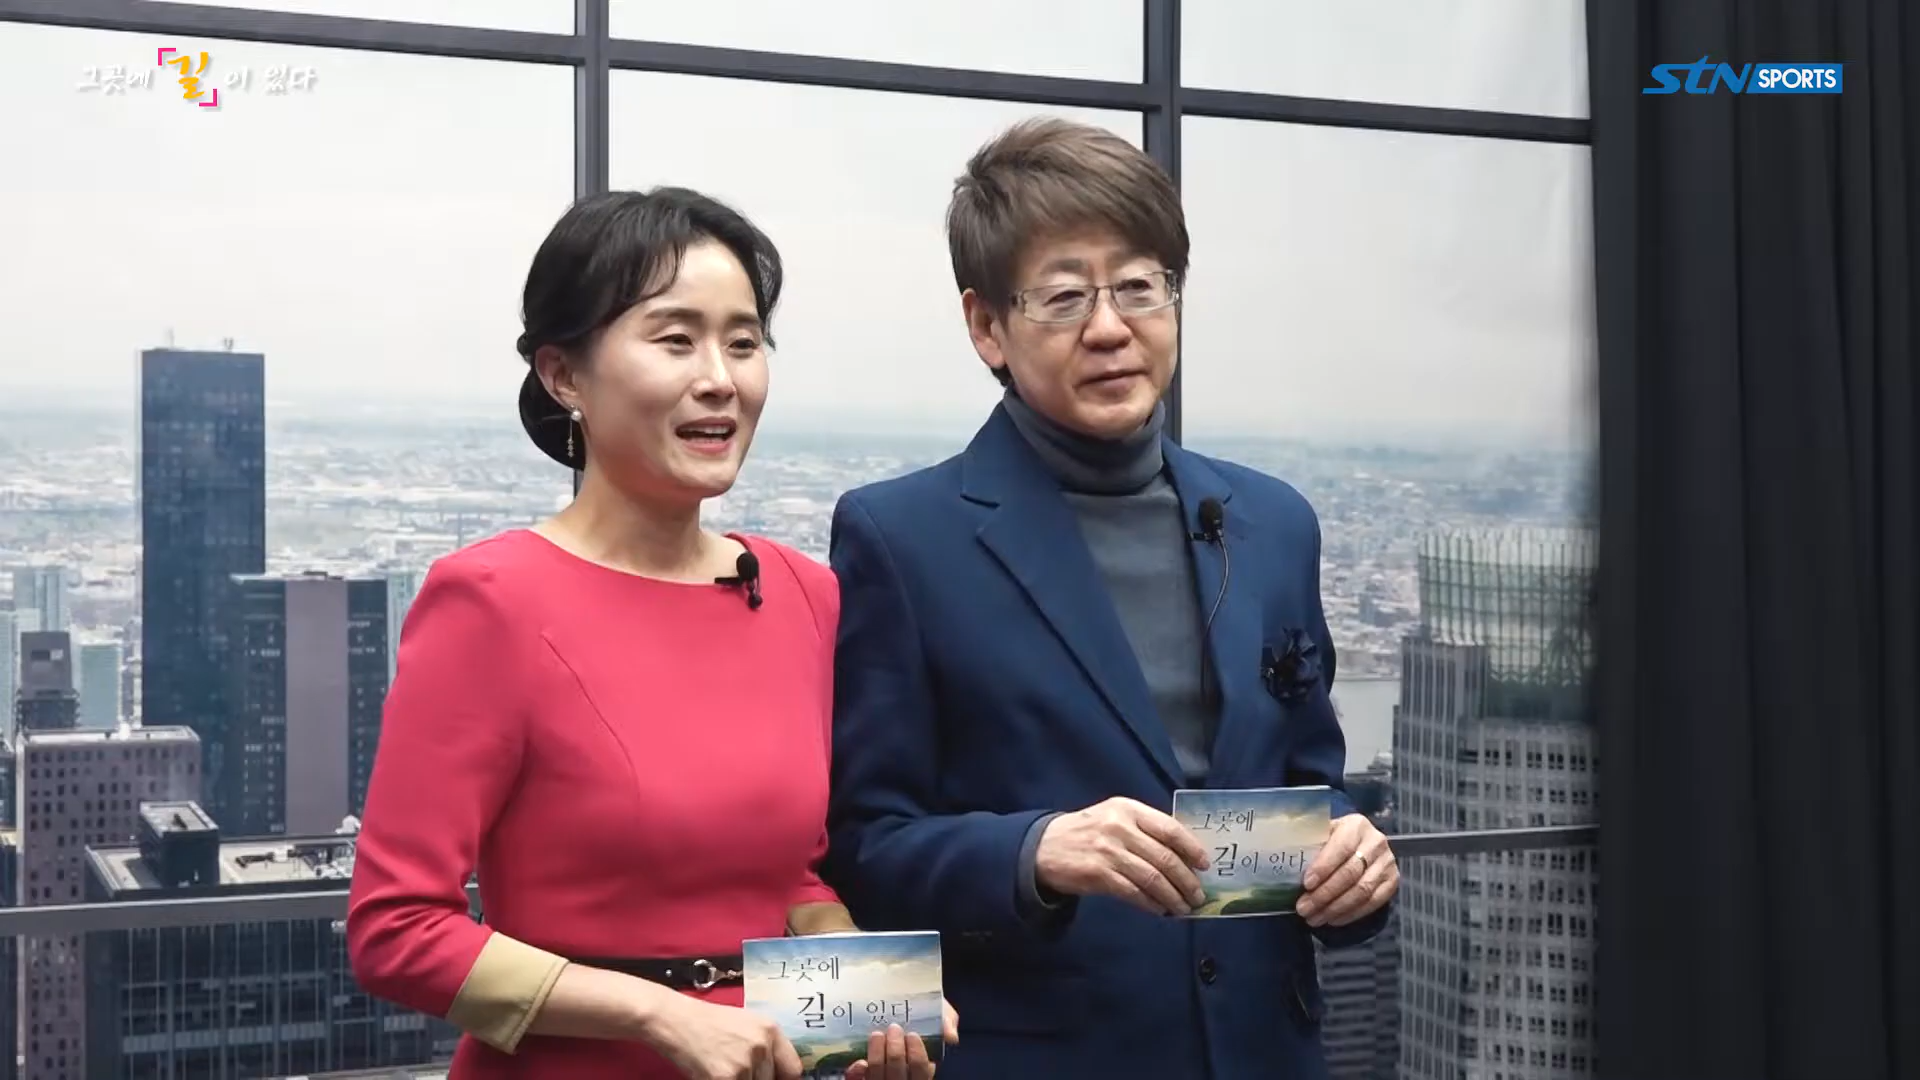 그곳에 「길」이 있다
STN SPORTS
그곳에
길이 있다
그곳에
길이 있다